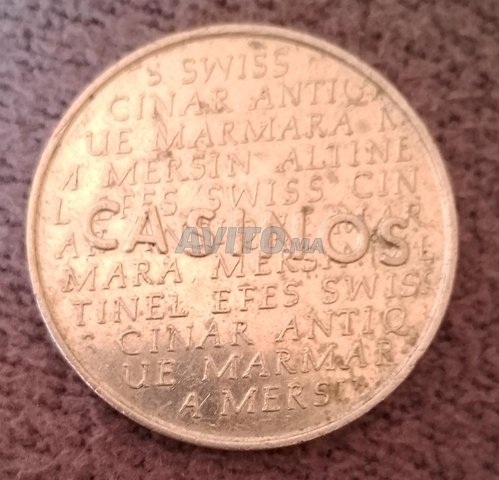 S SWISS
CINAR ANTIQ
UE MARMARA M
A MERSIN ALTINE
L EFES SWISS CIN
CASINOS
AVITO.MA
MARA MERSIN
TINEL EFES SWISS
CINAR ANTIQ
UE MARMAR
A MERSI